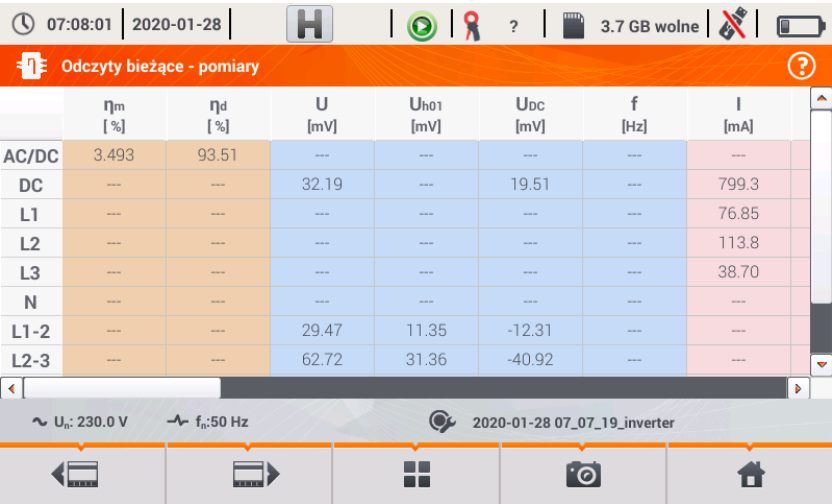 07:08:01 2020-01-28 H ? 3.7 GB wolne
η Odczyty bieżące - pomiary ?
ηm ηd U Uh01 UDC f I
[ %] [ %] [mV] [mV] [mV] [Hz] [mA]
AC/DC 3.493 93.51 --- --- --- --- ---
DC --- --- 32.19 --- 19.51 --- 799.3
L1 --- --- --- --- --- --- 76.85
L2 --- --- --- --- --- --- 113.8
L3 --- --- --- --- --- --- 38.70
N --- --- --- --- --- --- ---
L1-2 --- --- 29.47 11.35 -12.31 --- ---
L2-3 --- --- 62.72 31.36 -40.92 --- ---
Un: 230.0 V fn:50 Hz 2020-01-28 07_07_19_inverter